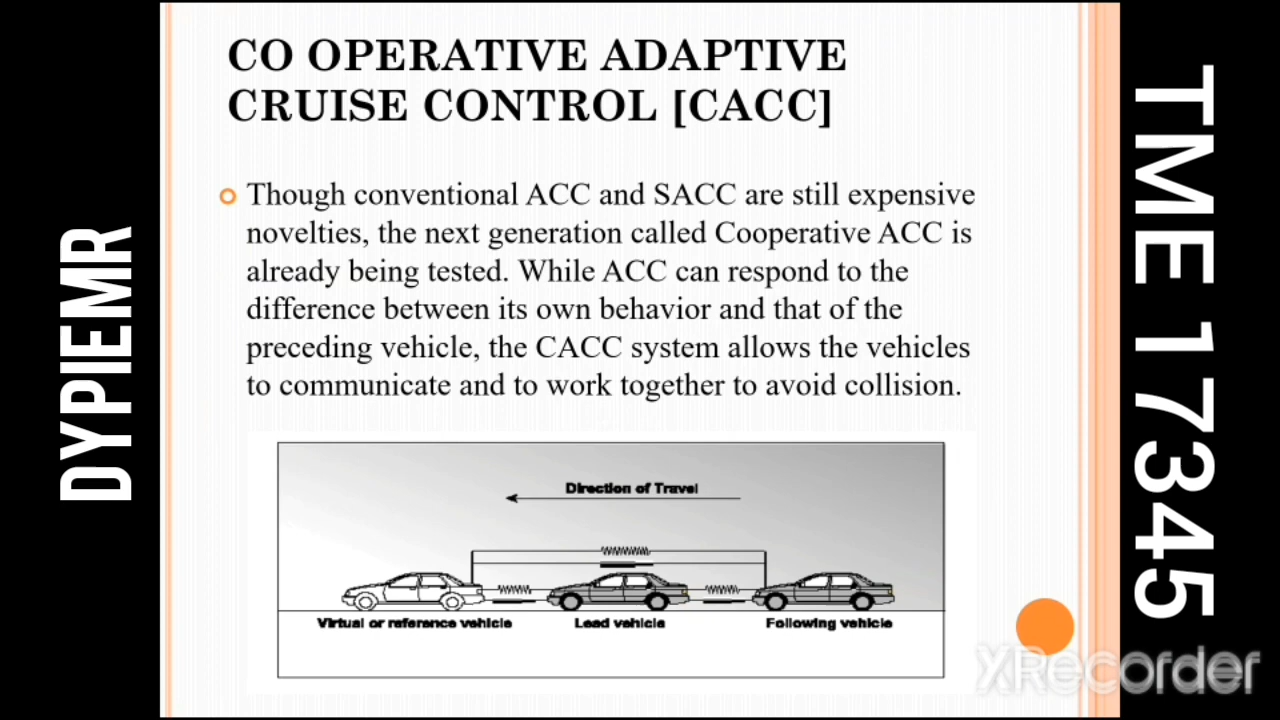 CO OPERATIVE ADAPTIVE
CRUISE CONTROL [CACC]
Though conventional ACC and SACC are still expensive
novelties, the next generation called Cooperative ACC is
already being tested. While ACC can respond to the
difference between its own behavior and that of the
preceding vehicle, the CACC system allows the vehicles
to communicate and to work together to avoid collision.
Direction of Travel
Virtual or reference vehicle
Lead vehicle
Following vehicle
DYPIEMR
TME 17345
XRecorder